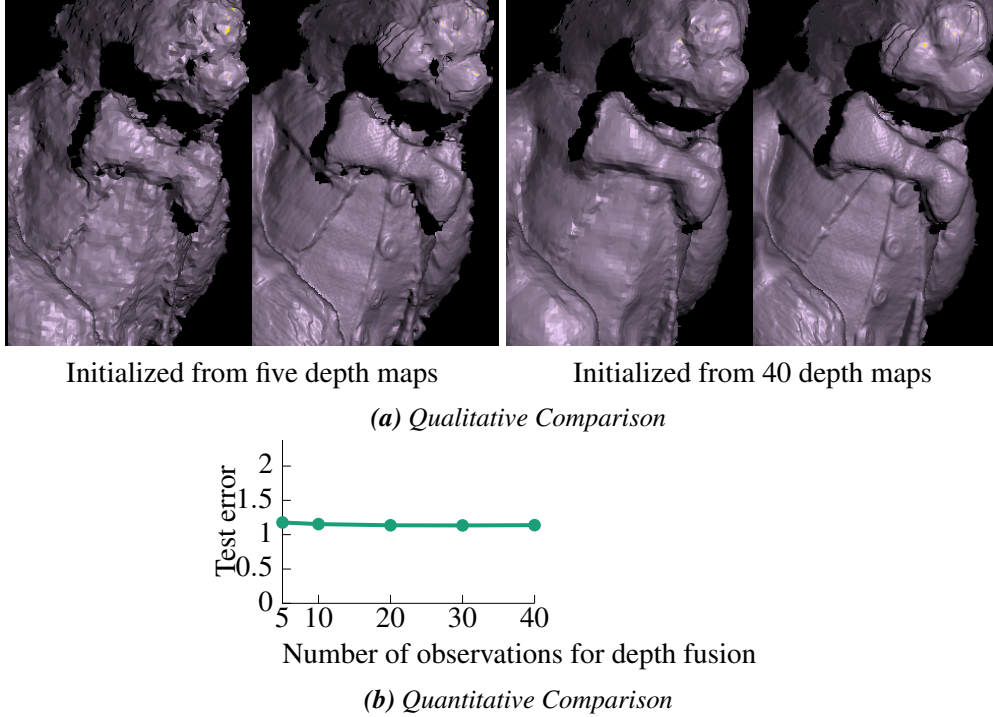 Initialized from five depth maps
Initialized from 40 depth maps
(a) Qualitative Comparison
2
1.5
1
0.5
0
Test error
5 10 20 30 40
Number of observations for depth fusion
(b) Quantitative Comparison